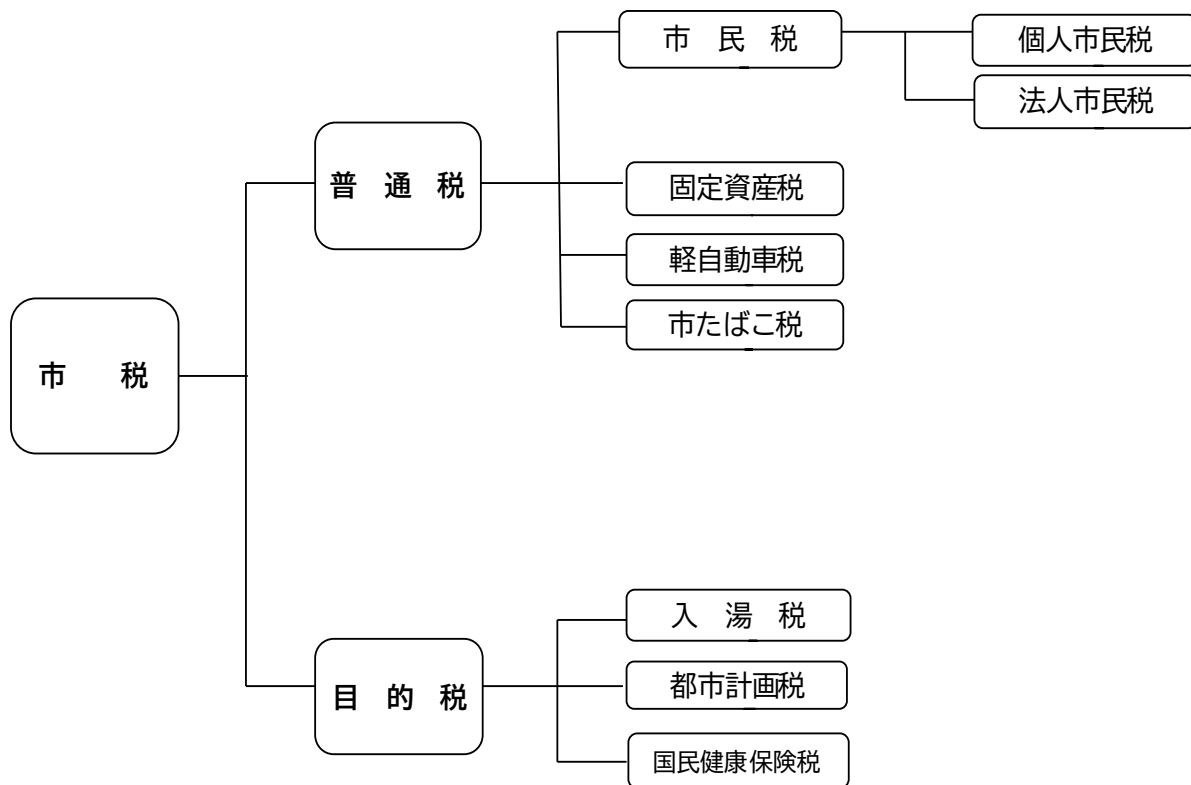 市民税
個人市民税
法人市民税
普通税
固定資産税
軽自動車税
市たばこ税
市税
入湯税
目的税
都市計画税
国民健康保険税